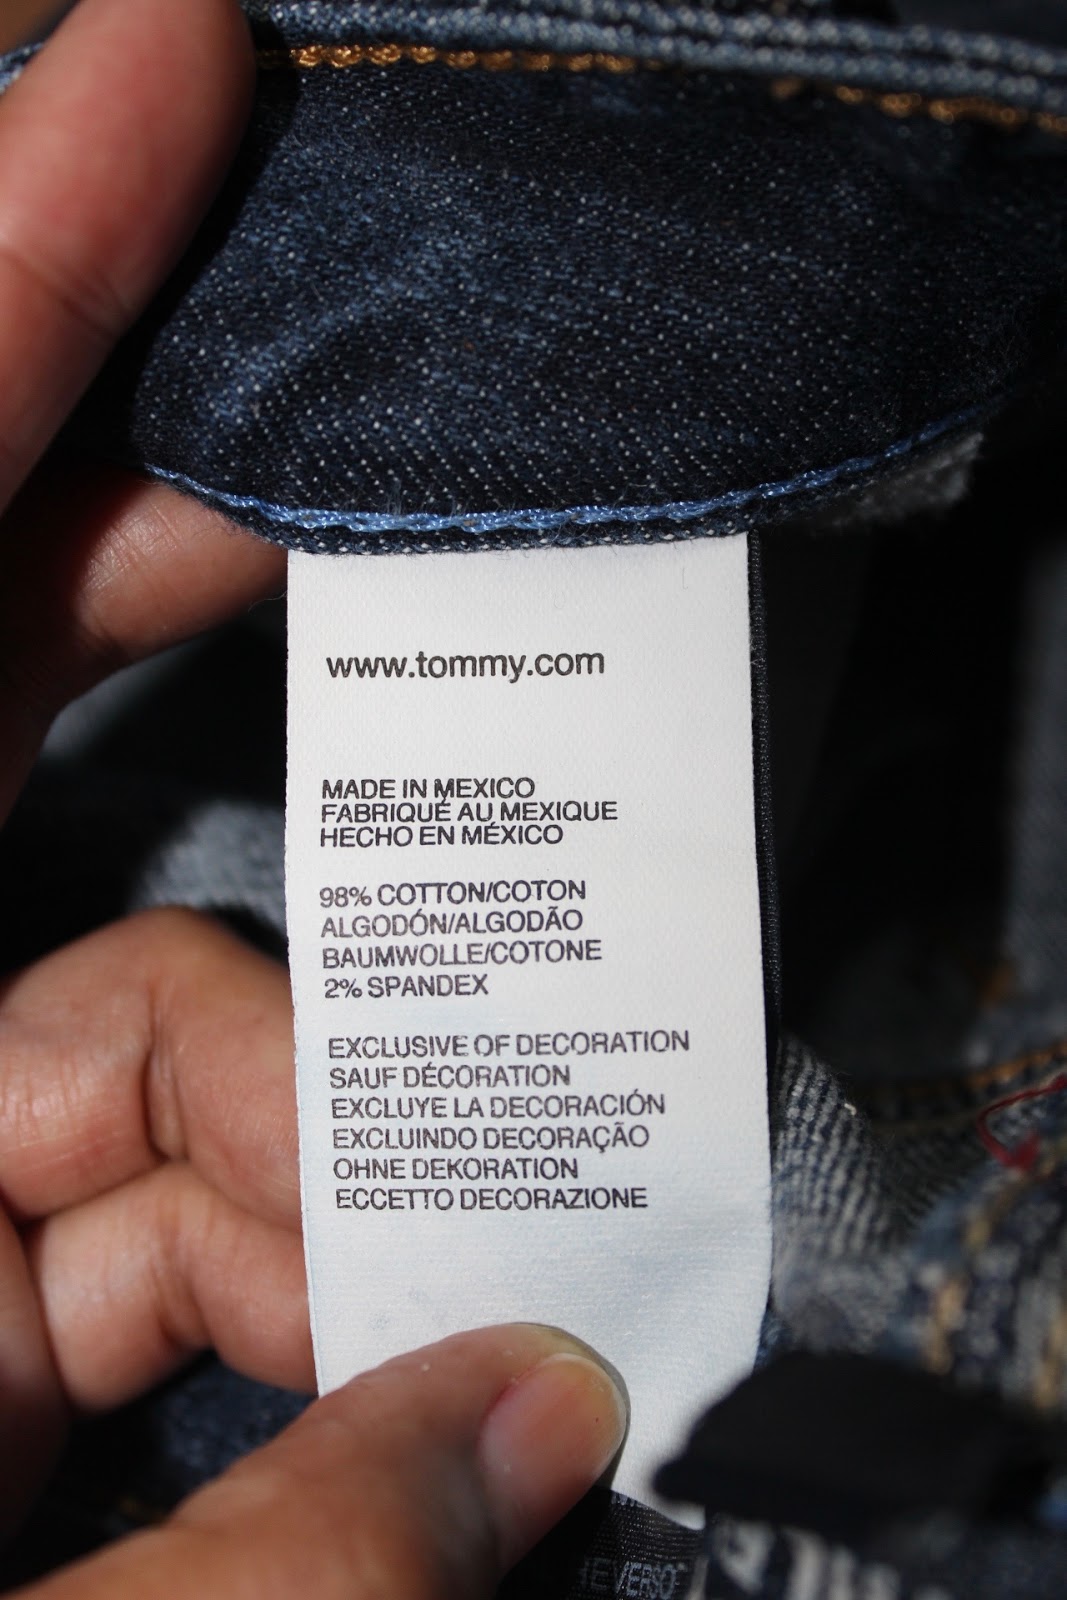 www.tommy.com
MADE IN MEXICO
FABRIQUÉ AU MEXIQUE
HECHO EN MÉXICO
98% COTTON/COTON
ALGODÓN/ALGODÃO
BAUMWOLLE/COTONE
2% SPANDEX
EXCLUSIVE OF DECORATION
SAUF DÉCORATION
EXCLUYE LA DECORACIÓN
EXCLUINDO DECORAÇÃO
OHNE DEKORATION
ECCETTO DECORAZIONE
VERSO